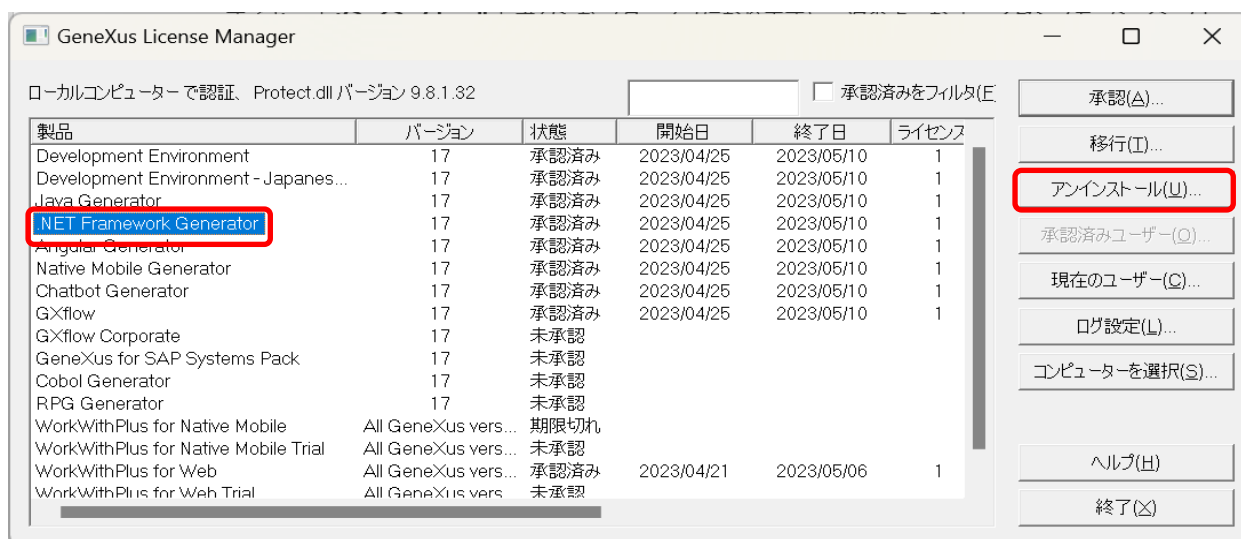 GeneXus License Manager
ローカルコンピューター で認証、 Protect.dll バージョン 9.8.1.32
承認済みをフィルタ(F
製品 バージョン 状態 開始日 終了日 ライセンス
Development Environment 17 承認済み 2023/04/25 2023/05/10 1
Development Environment - Japanes... 17 承認済み 2023/04/25 2023/05/10 1
Java Generator 17 承認済み 2023/04/25 2023/05/10 1
.NET Framework Generator 17 承認済み 2023/04/25 2023/05/10 1
Angular Generator 17 承認済み 2023/04/25 2023/05/10 1
Native Mobile Generator 17 承認済み 2023/04/25 2023/05/10 1
Chatbot Generator 17 承認済み 2023/04/25 2023/05/10 1
GXflow 17 承認済み 2023/04/25 2023/05/10 1
GXflow Corporate 17 未承認
GeneXus for SAP Systems Pack 17 未承認
Cobol Generator 17 未承認
RPG Generator 17 未承認
WorkWithPlus for Native Mobile All GeneXus vers... 期限切れ
WorkWithPlus for Native Mobile Trial All GeneXus vers... 未承認
WorkWithPlus for Web All GeneXus vers... 承認済み 2023/04/21 2023/05/06 1
WorkWithPlus for Web Trial All GeneXus vers... 未承認
承認(A)...
移行(T)...
アンインストール(U)...
承認済みユーザー(O)...
現在のユーザー(C)...
ログ設定(L)...
コンピューターを選択(S)...
ヘルプ(H)
終了(X)